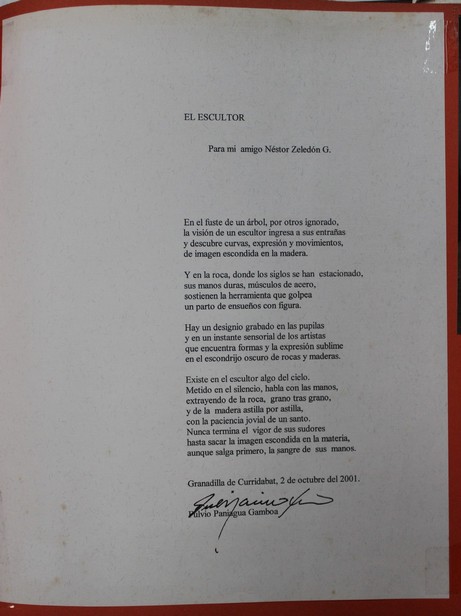 EL ESCULTOR
Para mi amigo Néstor Zeledón G.
En el fuste de un árbol, por otros ignorado,
la visión de un escultor ingresa a sus entrañas
y descubre curvas, expresión y movimientos,
de imagen escondida en la madera.
Y en la roca, donde los siglos se han estacionado,
sus manos duras, músculos de acero,
sostienen la herramienta que golpea
un parto de ensueños con figura.
Hay un designio grabado en las pupilas
y en un instante sensorial de los artistas
que encuentra formas y la expresión sublime
en el escondrijo oscuro de rocas y maderas.
Existe en el escultor algo del cielo.
Metido en el silencio, habla con las manos,
extrayendo de la roca, grano tras grano,
y de la madera astilla por astilla,
con la paciencia jovial de un santo.
Nunca termina el vigor de sus sudores
hasta sacar la imagen escondida en la materia,
aunque salga primero, la sangre de sus manos.
Granadilla de Curridabat, 2 de octubre del 2001.
Fulvio Paniagua Gamboa